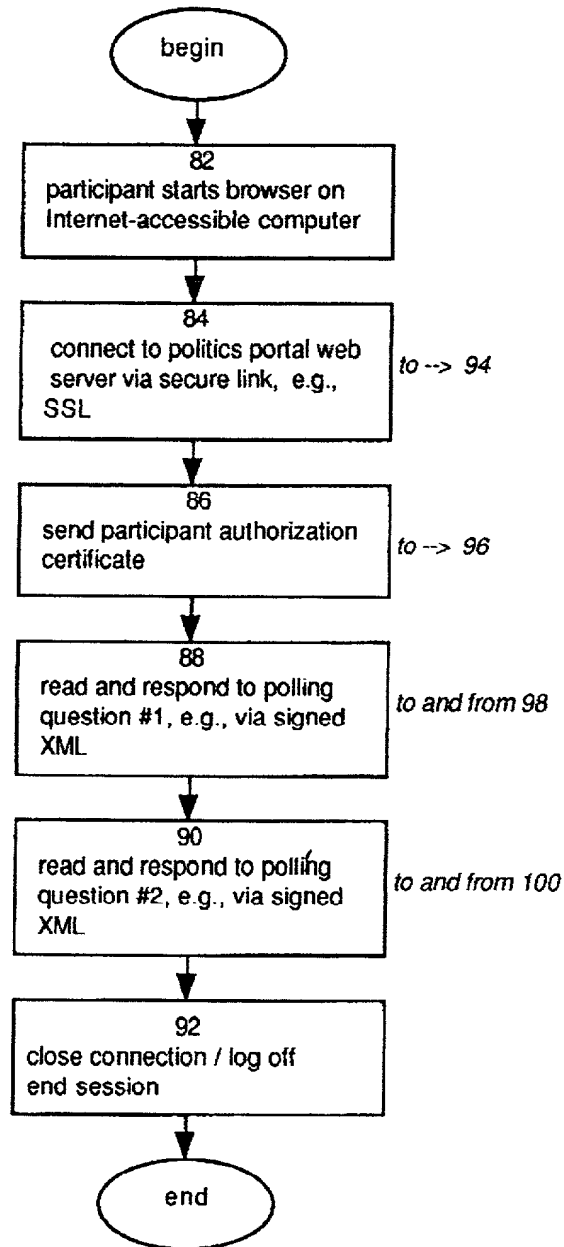 begin
82
participant starts browser on
Internet-accessible computer
84
connect to politics portal web
server via secure link, e.g.,
SSL
to --> 94
86
send participant authorization
certificate
to --> 96
88
read and respond to polling
question #1, e.g., via signed
XML
to and from 98
90
read and respond to polling
question #2, e.g., via signed
XML
to and from 100
92
close connection / log off
end session
end